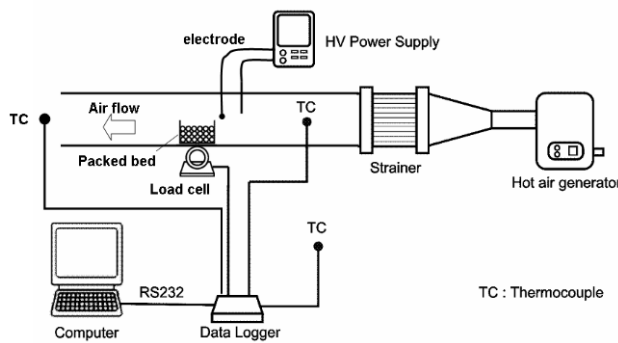 electrode
HV Power Supply
Air flow
TC
TC
Packed bed
Load cell
Strainer
Hot air generator
TC
RS232
TC : Thermocouple
Computer
Data Logger